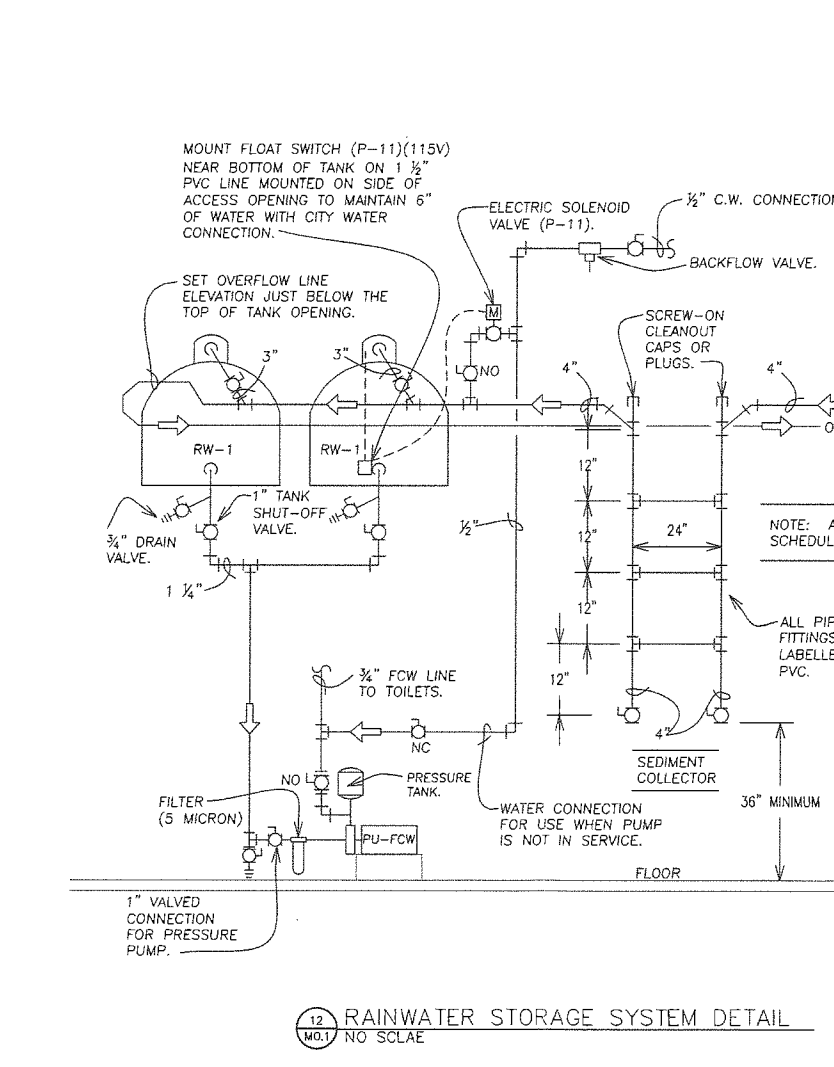 MOUNT FLOAT SWITCH (P-11)(115V)
NEAR BOTTOM OF TANK ON 1 ½"
PVC LINE MOUNTED ON SIDE OF
ACCESS OPENING TO MAINTAIN 6"
OF WATER WITH CITY WATER
CONNECTION.
ELECTRIC SOLENOID
VALVE (P-11).
½" C.W. CONNECTION
BACKFLOW VALVE.
SET OVERFLOW LINE
ELEVATION JUST BELOW THE
TOP OF TANK OPENING.
SCREW-ON
CLEANOUT
CAPS OR
PLUGS.
M
NO
3"
3"
4"
4"
O
RW-1
RW-1
12"
12"
12"
12"
24"
½"
1" TANK
SHUT-OFF
VALVE.
¾" DRAIN
VALVE.
1 ¼"
NOTE: A
SCHEDUL
ALL PIP
FITTINGS
LABELLE
PVC.
¾" FCW LINE
TO TOILETS.
4"
NC
SEDIMENT
COLLECTOR
NO
PRESSURE
TANK.
36" MINIMUM
FILTER
(5 MICRON)
WATER CONNECTION
FOR USE WHEN PUMP
IS NOT IN SERVICE.
PU-FCW
FLOOR
1" VALVED
CONNECTION
FOR PRESSURE
PUMP.
12
M0.1
RAINWATER STORAGE SYSTEM DETAIL
NO SCLAE